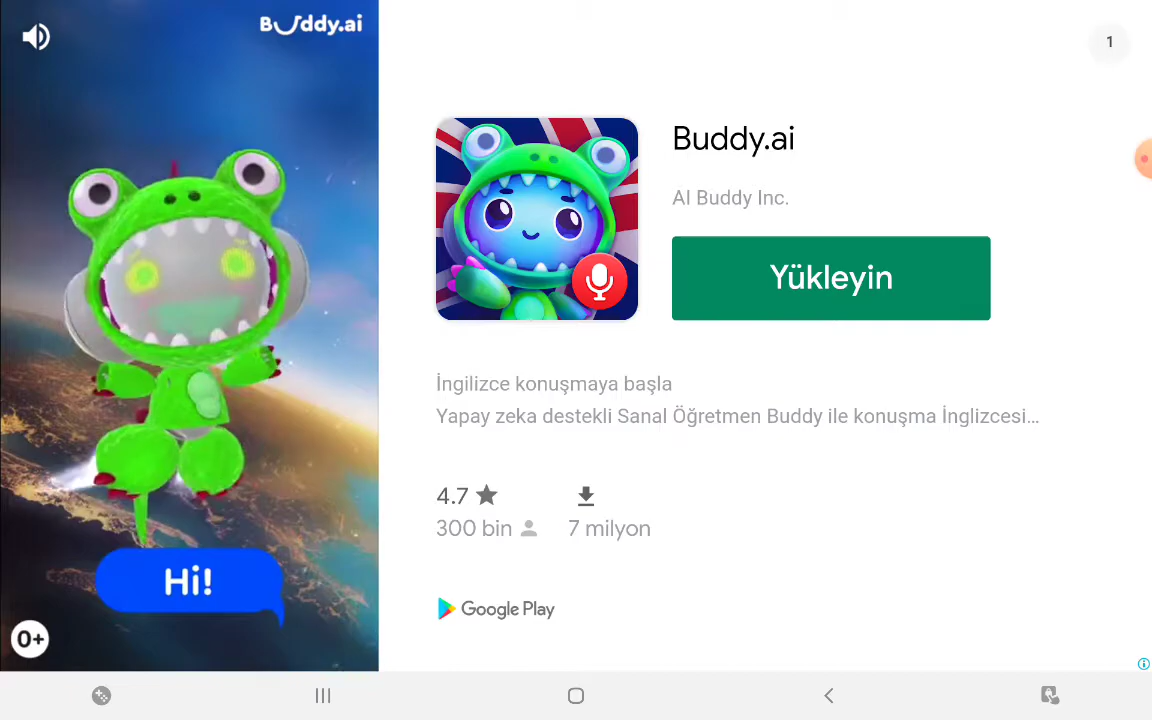 Buddy.ai
1
Buddy.ai
AI Buddy Inc.
Yükleyin
İngilizce konuşmaya başla
Yapay zeka destekli Sanal Öğretmen Buddy ile konuşma İnglizcesi...
4.7
300 bin
7 milyon
Google Play
Hi!
0+